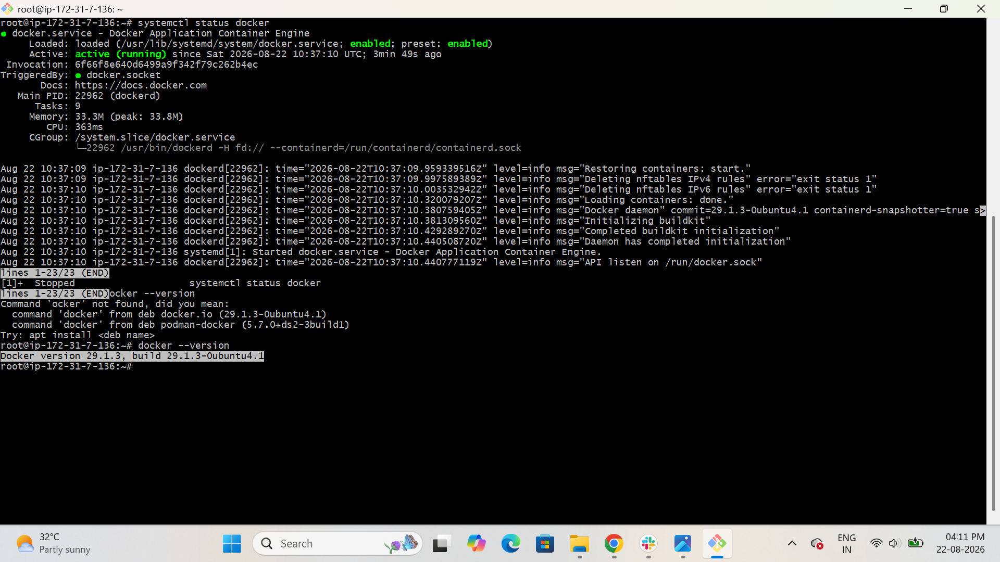 root@ip-172-31-7-136: ~
root@ip-172-31-7-136:~# systemctl status docker
● docker.service - Docker Application Container Engine
     Loaded: loaded (/usr/lib/systemd/system/docker.service; enabled; preset: enabled)
     Active: active (running) since Sat 2026-08-22 10:37:10 UTC; 3min 49s ago
 Invocation: 6f66f8e640d6499a9f342f79c262b4ec
TriggeredBy: ● docker.socket
       Docs: https://docs.docker.com
   Main PID: 22962 (dockerd)
      Tasks: 9
     Memory: 33.3M (peak: 33.8M)
        CPU: 363ms
     CGroup: /system.slice/docker.service
             └─22962 /usr/bin/dockerd -H fd:// --containerd=/run/containerd/containerd.sock
Aug 22 10:37:09 ip-172-31-7-136 dockerd[22962]: time="2026-08-22T10:37:09.959339516Z" level=info msg="Restoring containers: start."
Aug 22 10:37:09 ip-172-31-7-136 dockerd[22962]: time="2026-08-22T10:37:09.997589389Z" level=info msg="Deleting nftables IPv4 rules" error="exit status 1"
Aug 22 10:37:10 ip-172-31-7-136 dockerd[22962]: time="2026-08-22T10:37:10.003532942Z" level=info msg="Deleting nftables IPv6 rules" error="exit status 1"
Aug 22 10:37:10 ip-172-31-7-136 dockerd[22962]: time="2026-08-22T10:37:10.320079207Z" level=info msg="Loading containers: done."
Aug 22 10:37:10 ip-172-31-7-136 dockerd[22962]: time="2026-08-22T10:37:10.380759405Z" level=info msg="Docker daemon" commit=29.1.3-0ubuntu4.1 containerd-snapshotter=true s>
Aug 22 10:37:10 ip-172-31-7-136 dockerd[22962]: time="2026-08-22T10:37:10.381309560Z" level=info msg="Initializing buildkit"
Aug 22 10:37:10 ip-172-31-7-136 dockerd[22962]: time="2026-08-22T10:37:10.429289270Z" level=info msg="Completed buildkit initialization"
Aug 22 10:37:10 ip-172-31-7-136 dockerd[22962]: time="2026-08-22T10:37:10.440508720Z" level=info msg="Daemon has completed initialization"
Aug 22 10:37:10 ip-172-31-7-136 systemd[1]: Started docker.service - Docker Application Container Engine.
Aug 22 10:37:10 ip-172-31-7-136 dockerd[22962]: time="2026-08-22T10:37:10.440777119Z" level=info msg="API listen on /run/docker.sock"
lines 1-23/23 (END)
[1]+  Stopped                    systemctl status docker
lines 1-23/23 (END)ocker --version
Command 'ocker' not found, did you mean:
  command 'docker' from deb docker.io (29.1.3-0ubuntu4.1)
  command 'docker' from deb podman-docker (5.7.0+ds2-3build1)
Try: apt install <deb name>
root@ip-172-31-7-136:~# docker --version
Docker version 29.1.3, build 29.1.3-0ubuntu4.1
root@ip-172-31-7-136:~#
32°C
Partly sunny
Search
ENG
IN
04:11 PM
22-08-2026